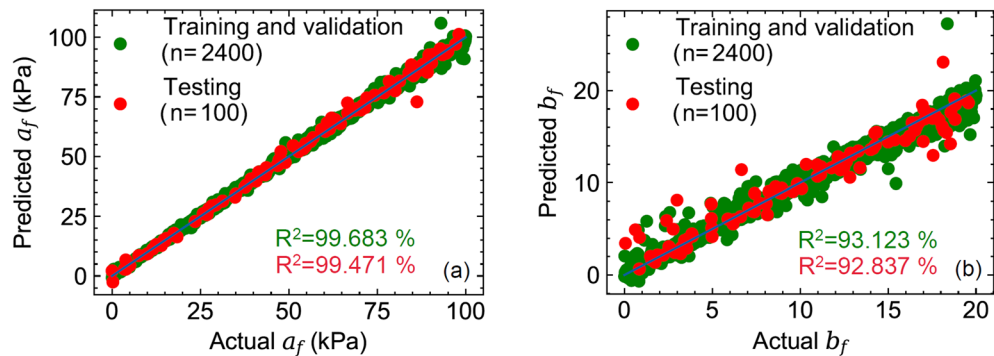 Training and validation
(n=2400)
Testing
(n=100)
100
75
50
25
0
Predicted a_f (kPa)
R²=99.683 %
R²=99.471 %
(a)
0
25
50
75
100
Actual a_f (kPa)
Training and validation
(n=2400)
Testing
(n=100)
20
10
0
Predicted b_f
R²=93.123 %
R²=92.837 %
(b)
0
5
10
15
20
Actual b_f